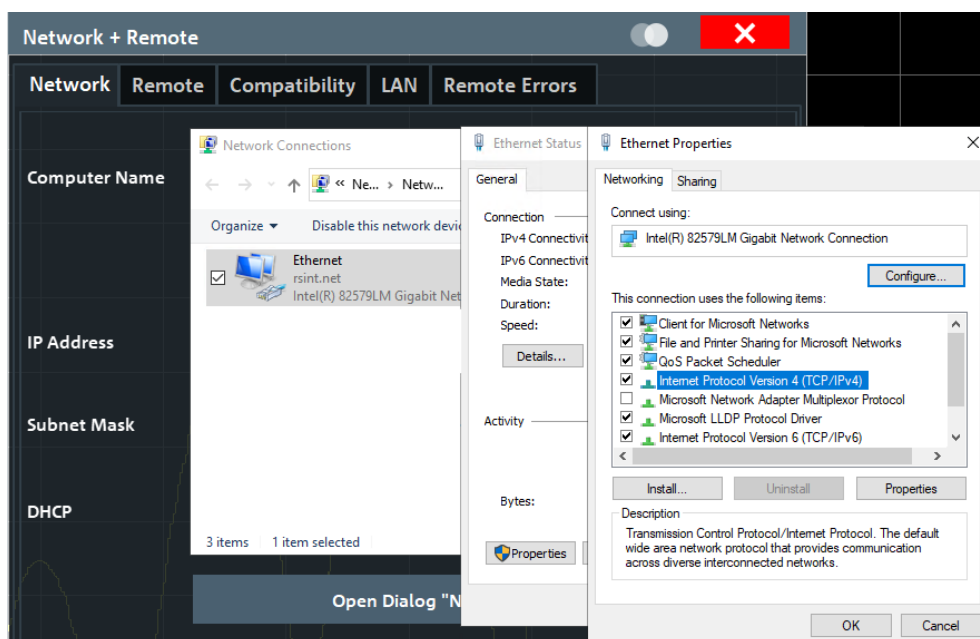 Network + Remote
Network
Remote
Compatibility
LAN
Remote Errors
Computer Name
IP Address
Subnet Mask
DHCP
Network Connections
« Ne... › Netw...
Organize
Disable this network
Ethernet
rsint.net
Intel(R) 82579LM Gigabit Net
3 items
1 item selected
Open Dialog "N
Ethernet Status
General
Connection
IPv4 Connectivit
IPv6 Connectivit
Media State:
Duration:
Speed:
Details...
Activity
Bytes:
Properties
Ethernet Properties
Networking
Sharing
Connect using:
Intel(R) 82579LM Gigabit Network Connection
Configure...
This connection uses the following items:
Client for Microsoft Networks
File and Printer Sharing for Microsoft Networks
QoS Packet Scheduler
Internet Protocol Version 4 (TCP/IPv4)
Microsoft Network Adapter Multiplexor Protocol
Microsoft LLDP Protocol Driver
Internet Protocol Version 6 (TCP/IPv6)
Install...
Uninstall
Properties
Description
Transmission Control Protocol/Internet Protocol. The default
wide area network protocol that provides communication
across diverse interconnected networks.
OK
Cancel